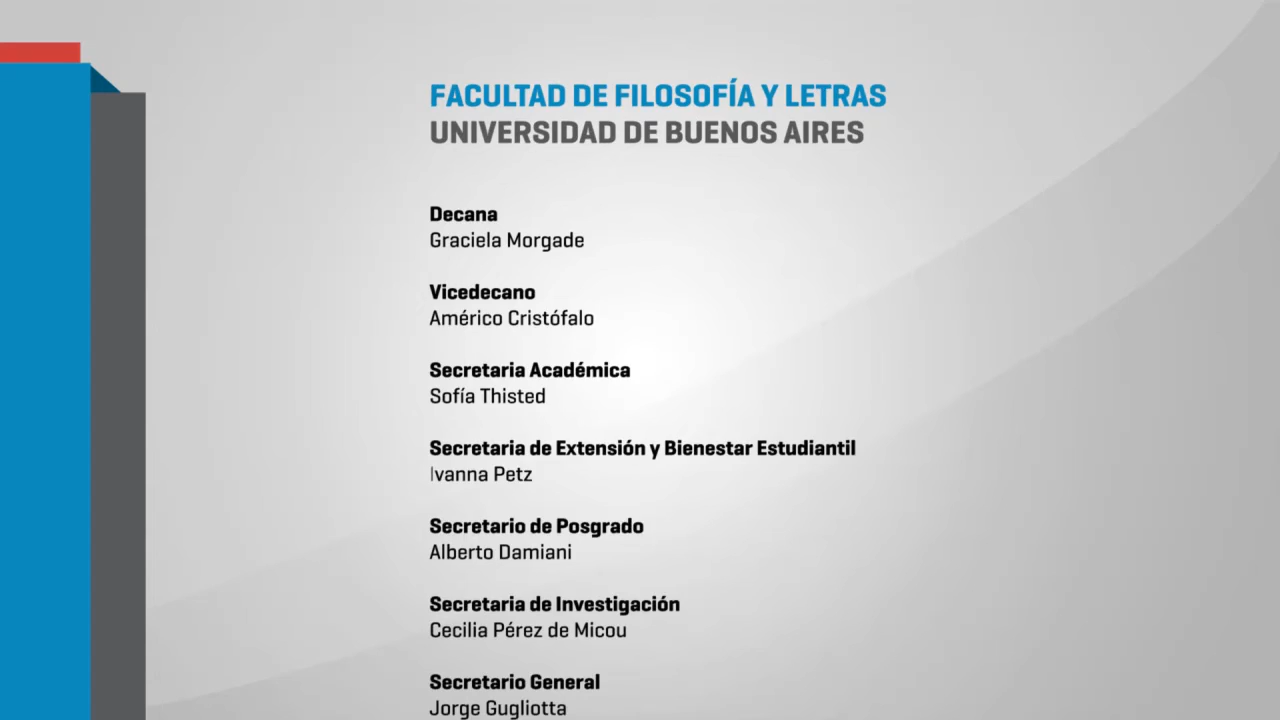 FACULTAD DE FILOSOFÍA Y LETRAS
UNIVERSIDAD DE BUENOS AIRES
Decana
Graciela Morgade
Vicedecano
Américo Cristófalo
Secretaria Académica
Sofía Thisted
Secretaria de Extensión y Bienestar Estudiantil
Ivanna Petz
Secretario de Posgrado
Alberto Damiani
Secretaria de Investigación
Cecilia Pérez de Micou
Secretario General
Jorge Gugliotta